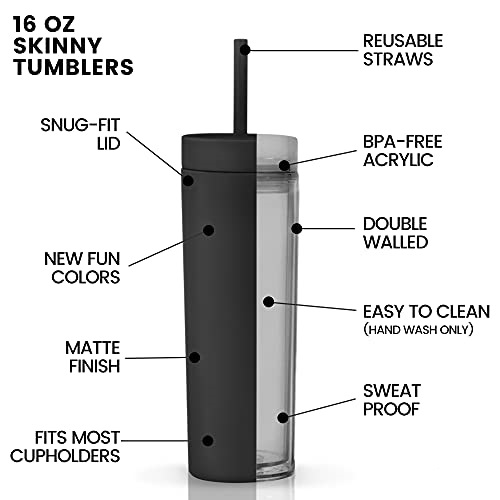 16 OZ
SKINNY
TUMBLERS
REUSABLE
STRAWS
SNUG-FIT
LID
BPA-FREE
ACRYLIC
NEW FUN
COLORS
DOUBLE
WALLED
EASY TO CLEAN
(HAND WASH ONLY)
MATTE
FINISH
SWEAT
PROOF
FITS MOST
CUPHOLDERS